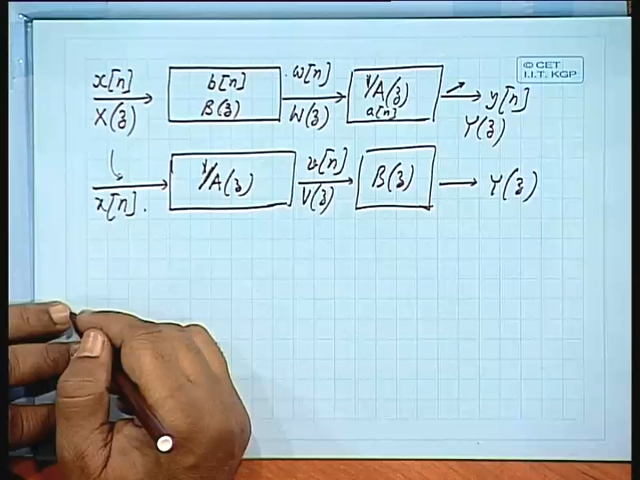 © CET
I.I.T. KGP
x[n] b[n] w[n] 1/A(z) y[n]
X(z) B(z) W(z) a[n] Y(z)
x[n]. 1/A(z) v[n] B(z) Y(z)
V(z)